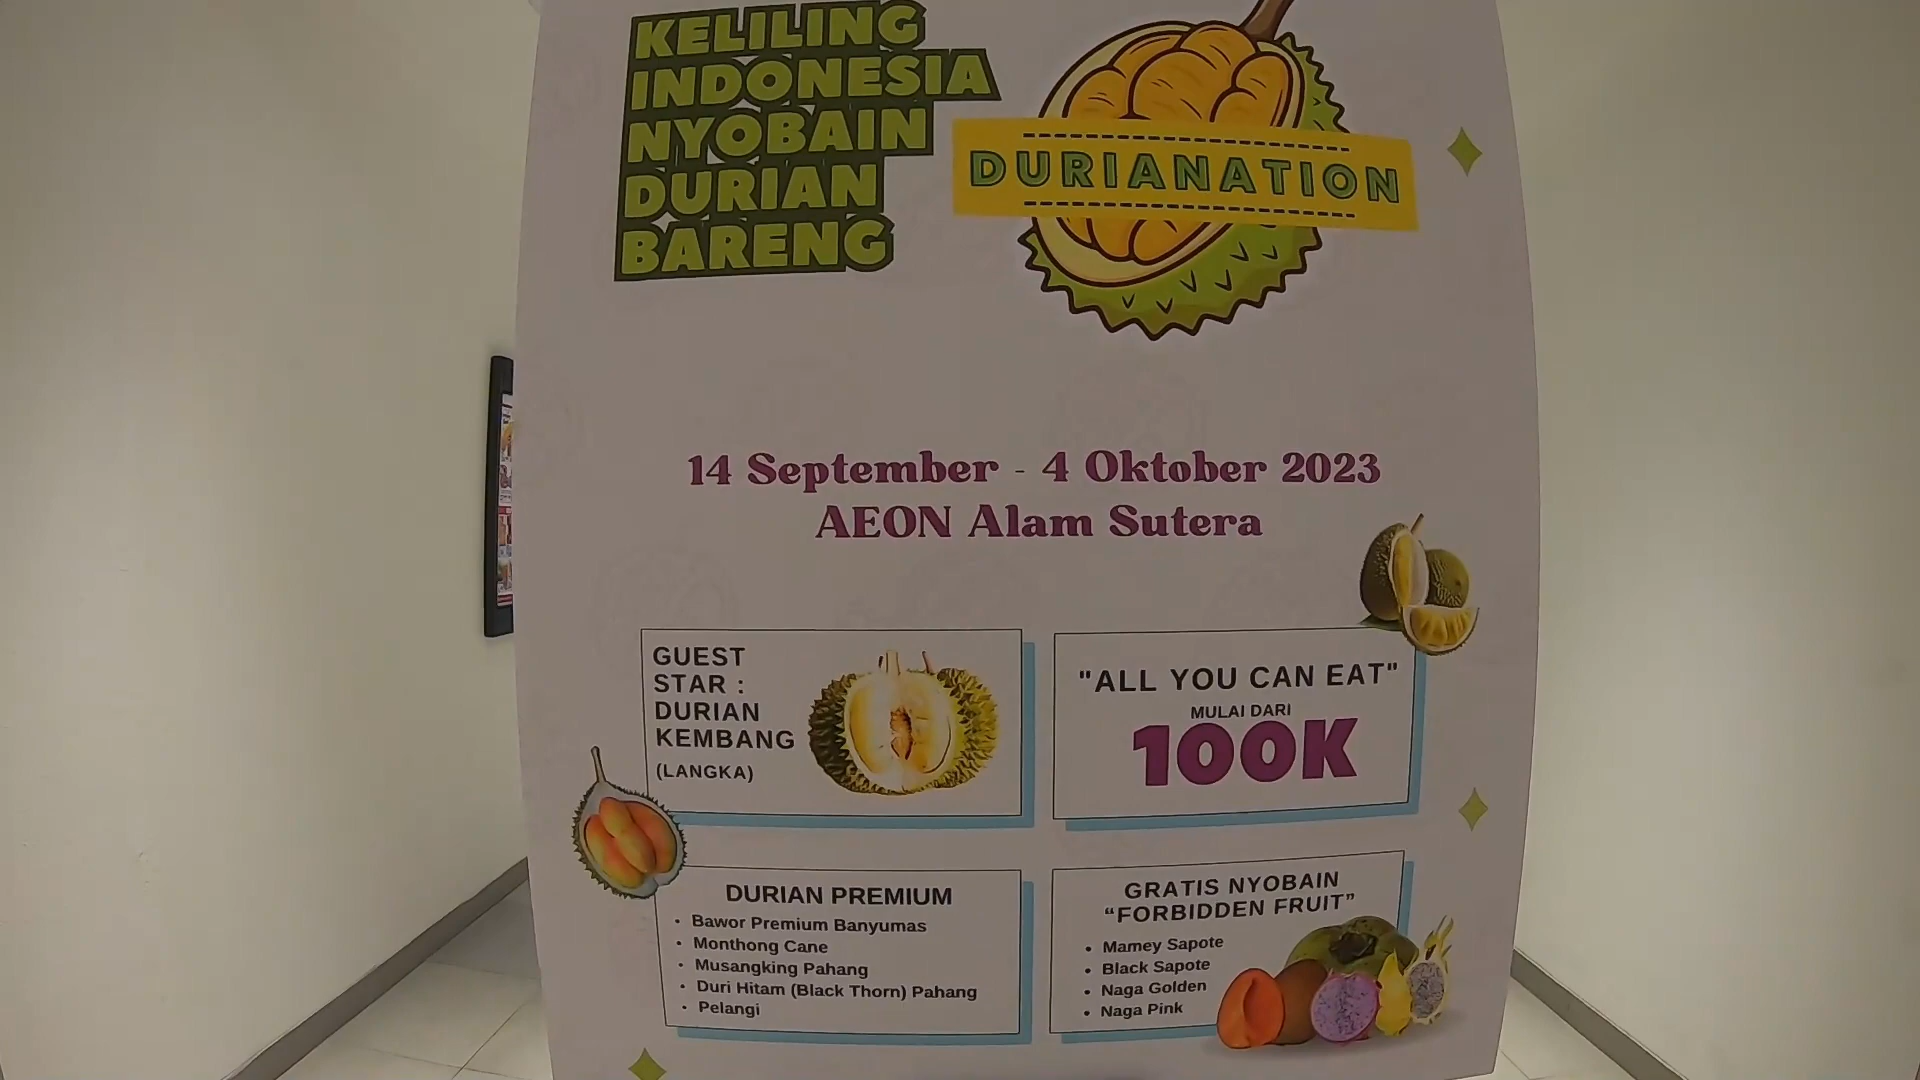 KELILING
INDONESIA
NYOBAIN
DURIAN
BARENG
DURIANATION
14 September - 4 Oktober 2023
AEON Alam Sutera
GUEST
STAR :
DURIAN
KEMBANG
(LANGKA)
"ALL YOU CAN EAT"
MULAI DARI
100K
DURIAN PREMIUM
• Bawor Premium Banyumas
• Monthong Cane
• Musangking Pahang
• Duri Hitam (Black Thorn) Pahang
• Pelangi
GRATIS NYOBAIN
“FORBIDDEN FRUIT”
• Mamey Sapote
• Black Sapote
• Naga Golden
• Naga Pink